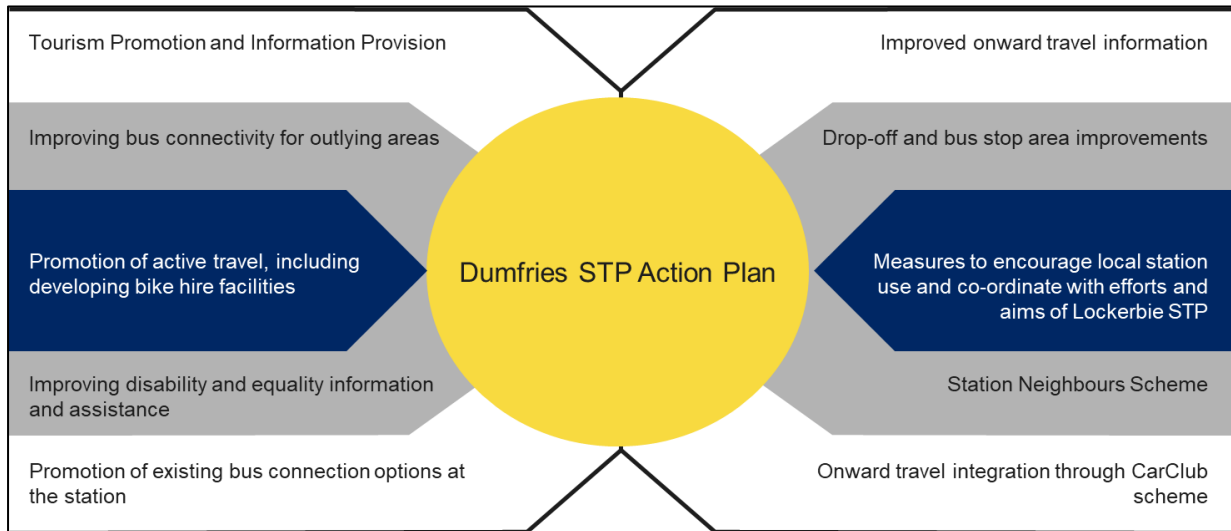 Tourism Promotion and Information Provision
Improved onward travel information
Improving bus connectivity for outlying areas
Drop-off and bus stop area improvements
Promotion of active travel, including
developing bike hire facilities
Dumfries STP Action Plan
Measures to encourage local station
use and co-ordinate with efforts and
aims of Lockerbie STP
Improving disability and equality information
and assistance
Station Neighbours Scheme
Promotion of existing bus connection options at
the station
Onward travel integration through CarClub
scheme